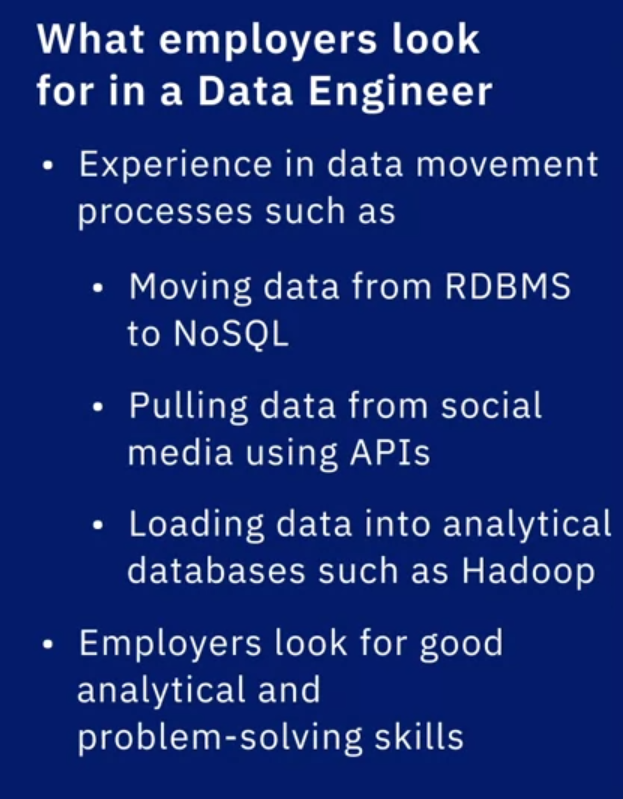 What employers look
for in a Data Engineer
• Experience in data movement
processes such as
• Moving data from RDBMS
to NoSQL
• Pulling data from social
media using APIs
• Loading data into analytical
databases such as Hadoop
• Employers look for good
analytical and
problem-solving skills